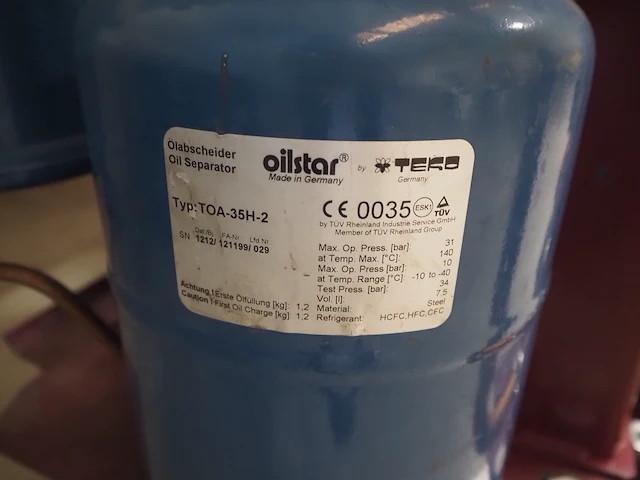 Ölabscheider
Oil Separator
oilstar® by TEKO
Made in Germany
Germany
Typ: TOA-35H-2
CE 0035 ESK1 TÜV
by TÜV Rheinland Industrie Service GmbH
Member of TÜV Rheinland Group
Dat./Bj. FA-Nr. Lfd Nr
SN 1212/ 121199/ 029
Max. Op. Press. [bar]: 31
at Temp. Max. [°C]: 140
Max. Op. Press [bar]: 10
at Temp. Range [°C]: -10 to -40
Test Press. [bar]: 34
Vol. [l]: 7.5
Material: Steel
Refrigerant: HCFC,HFC,CFC
Achtung ! Erste Ölfüllung [kg]: 1,2
Caution ! First Oil Charge [kg] 1,2